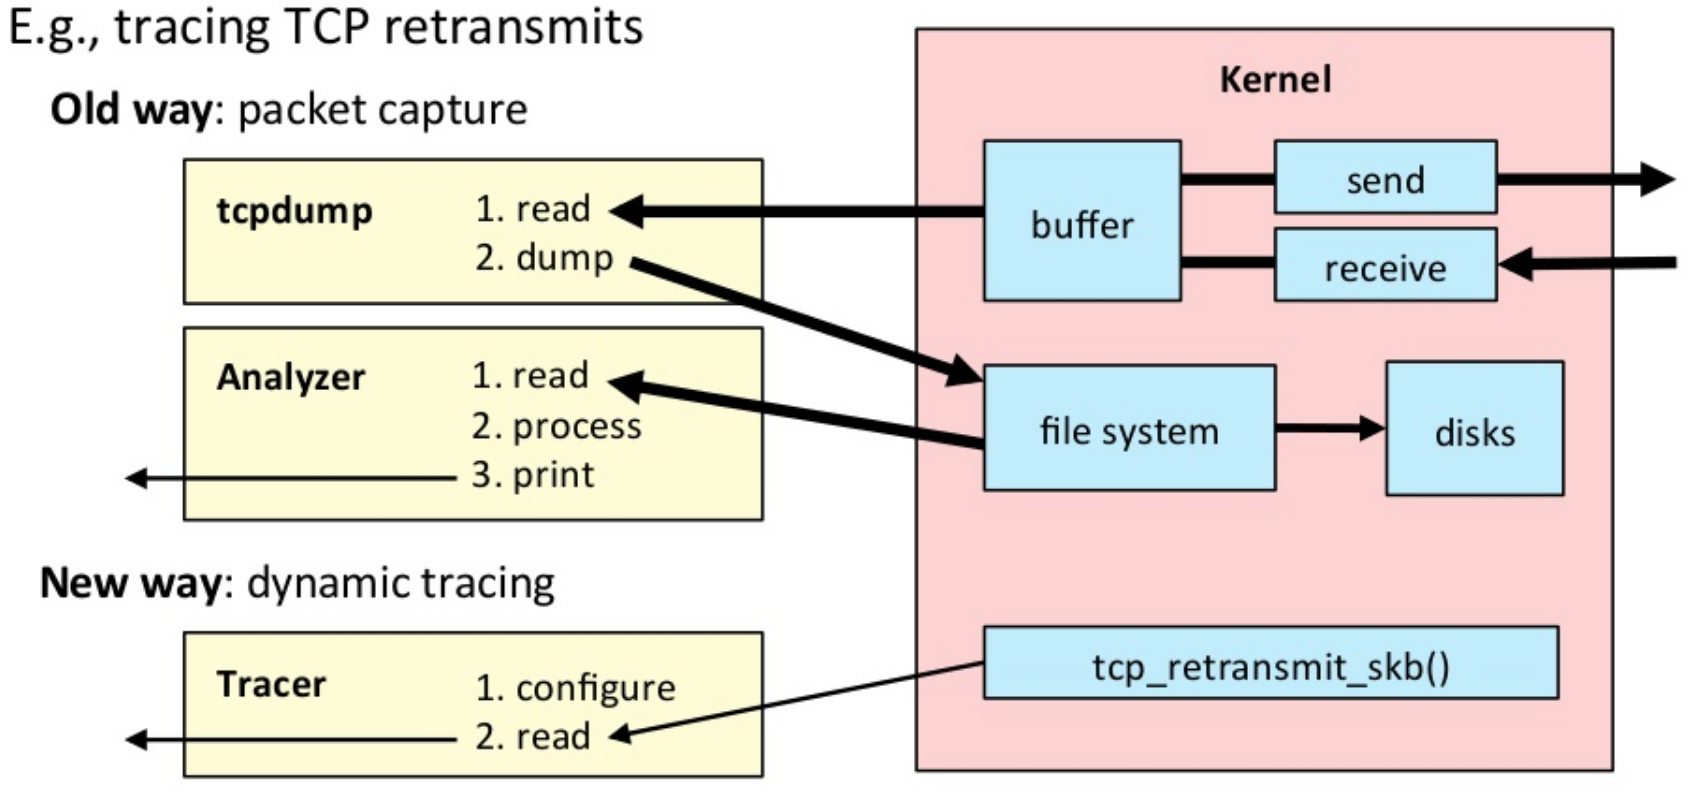 E.g., tracing TCP retransmits
Old way: packet capture
Kernel
tcpdump
1. read
2. dump
buffer
send
receive
Analyzer
1. read
2. process
3. print
file system
disks
New way: dynamic tracing
Tracer
1. configure
2. read
tcp_retransmit_skb()